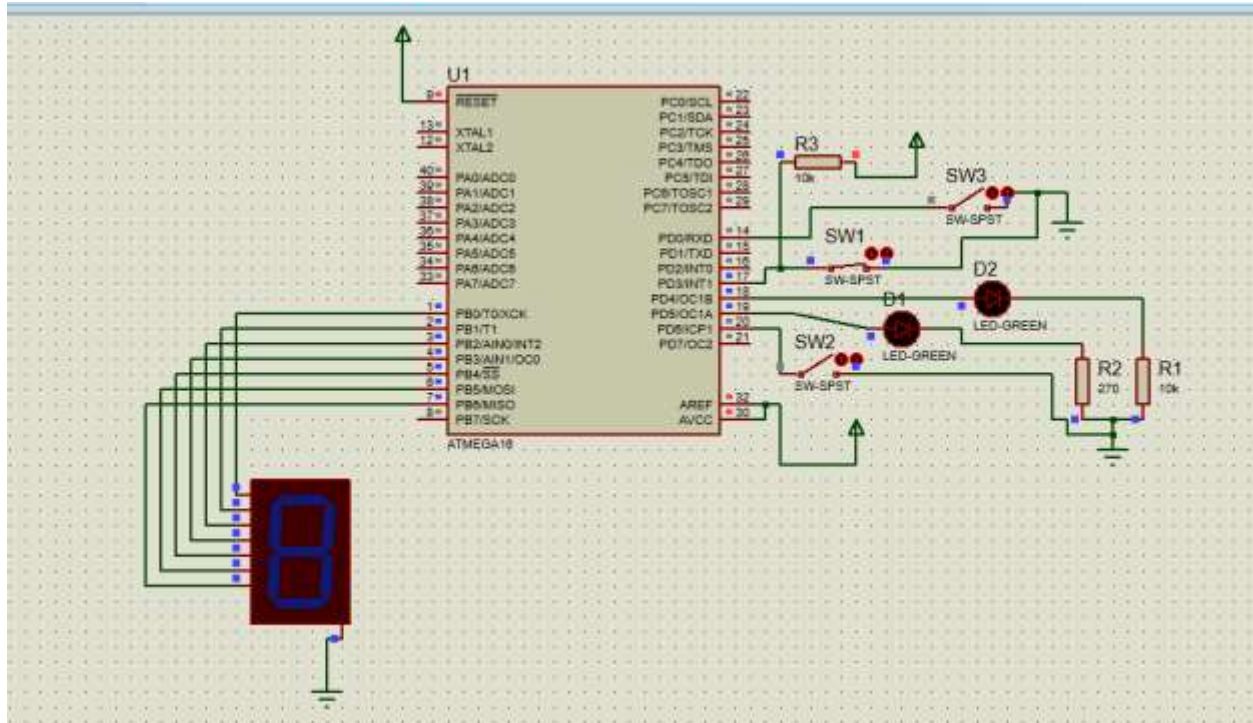 U1
9
RESET
13
XTAL1
12
XTAL2
40
PA0/ADC0
39
PA1/ADC1
38
PA2/ADC2
37
PA3/ADC3
36
PA4/ADC4
35
PA5/ADC5
34
PA6/ADC6
33
PA7/ADC7
1
PB0/T0/XCK
2
PB1/T1
3
PB2/AIN0/INT2
4
PB3/AIN1/OC0
5
PB4/SS
6
PB5/MOSI
7
PB6/MISO
8
PB7/SCK
ATMEGA16
PC0/SCL
22
PC1/SDA
23
PC2/TCK
24
PC3/TMS
25
PC4/TDO
26
PC5/TDI
27
PC6/TOSC1
28
PC7/TOSC2
29
PD0/RXD
14
PD1/TXD
15
PD2/INT0
16
PD3/INT1
17
PD4/OC1B
18
PD5/OC1A
19
PD6/ICP1
20
PD7/OC2
21
AREF
32
AVCC
30
R3
10k
SW3
SW-SPST
SW1
SW-SPST
D2
LED-GREEN
D1
LED-GREEN
SW2
SW-SPST
R2
270
R1
10k